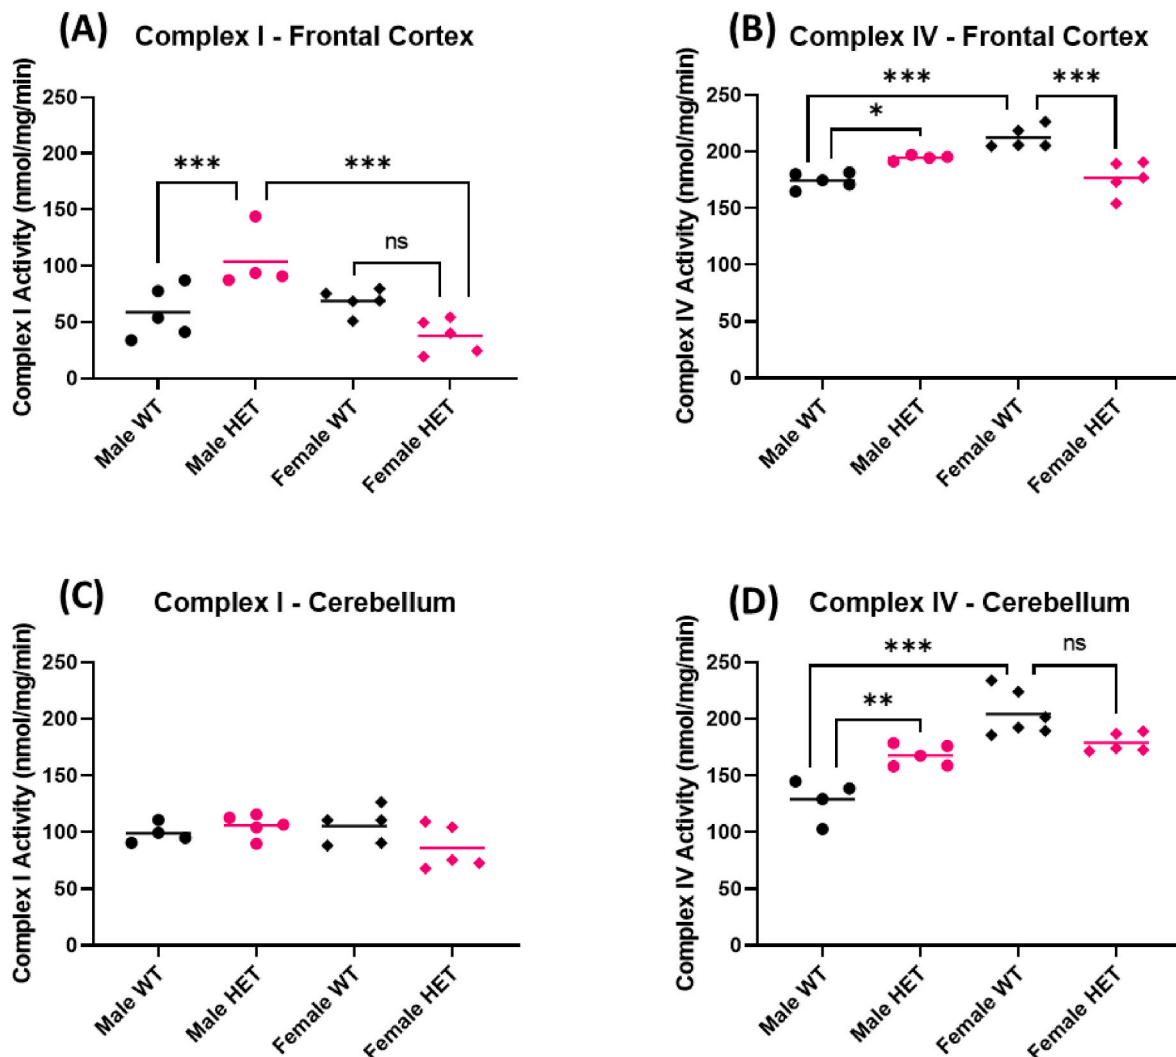 (A)
Complex I - Frontal Cortex
Complex I Activity (nmol/mg/min)
250
200
150
100
50
0
***
***
ns
Male WT
Male HET
Female WT
Female HET
(B)
Complex IV - Frontal Cortex
Complex IV Activity (nmol/mg/min)
250
200
150
100
50
0
***
***
*
Male WT
Male HET
Female WT
Female HET
(C)
Complex I - Cerebellum
Complex I Activity (nmol/mg/min)
250
200
150
100
50
0
Male WT
Male HET
Female WT
Female HET
(D)
Complex IV - Cerebellum
Complex IV Activity (nmol/mg/min)
250
200
150
100
50
0
***
ns
**
Male WT
Male HET
Female WT
Female HET